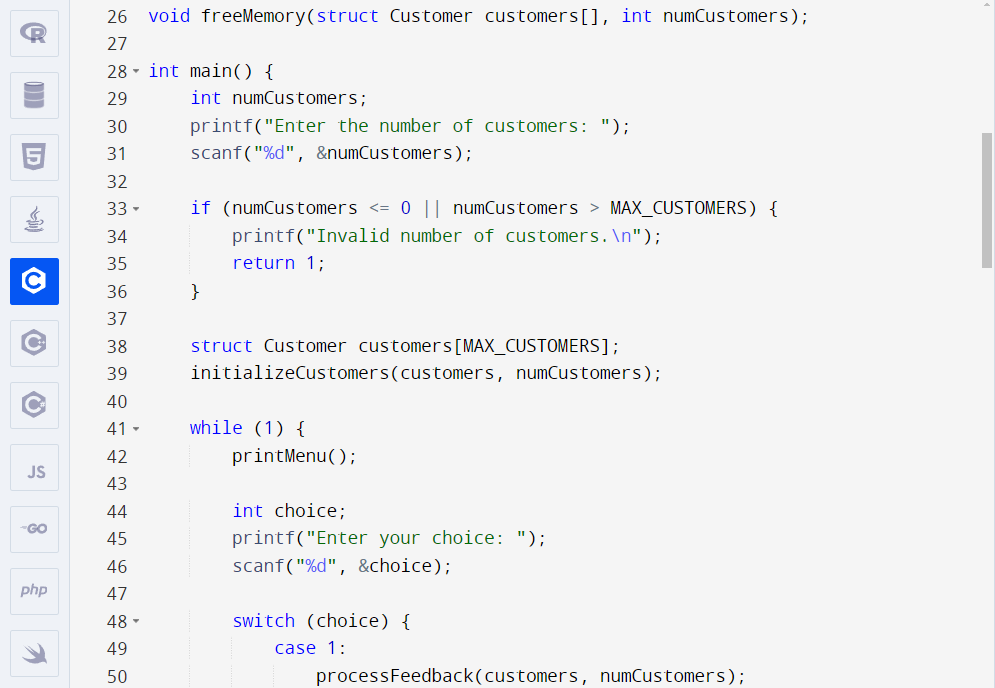 26 void freeMemory(struct Customer customers[], int numCustomers);
27
28 int main() {
29     int numCustomers;
30     printf("Enter the number of customers: ");
31     scanf("%d", &numCustomers);
32
33     if (numCustomers <= 0 || numCustomers > MAX_CUSTOMERS) {
34         printf("Invalid number of customers.\n");
35         return 1;
36     }
37
38     struct Customer customers[MAX_CUSTOMERS];
39     initializeCustomers(customers, numCustomers);
40
41     while (1) {
42         printMenu();
43
44         int choice;
45         printf("Enter your choice: ");
46         scanf("%d", &choice);
47
48         switch (choice) {
49             case 1:
50                 processFeedback(customers, numCustomers);
R
5
C
C
C
JS
GO
php